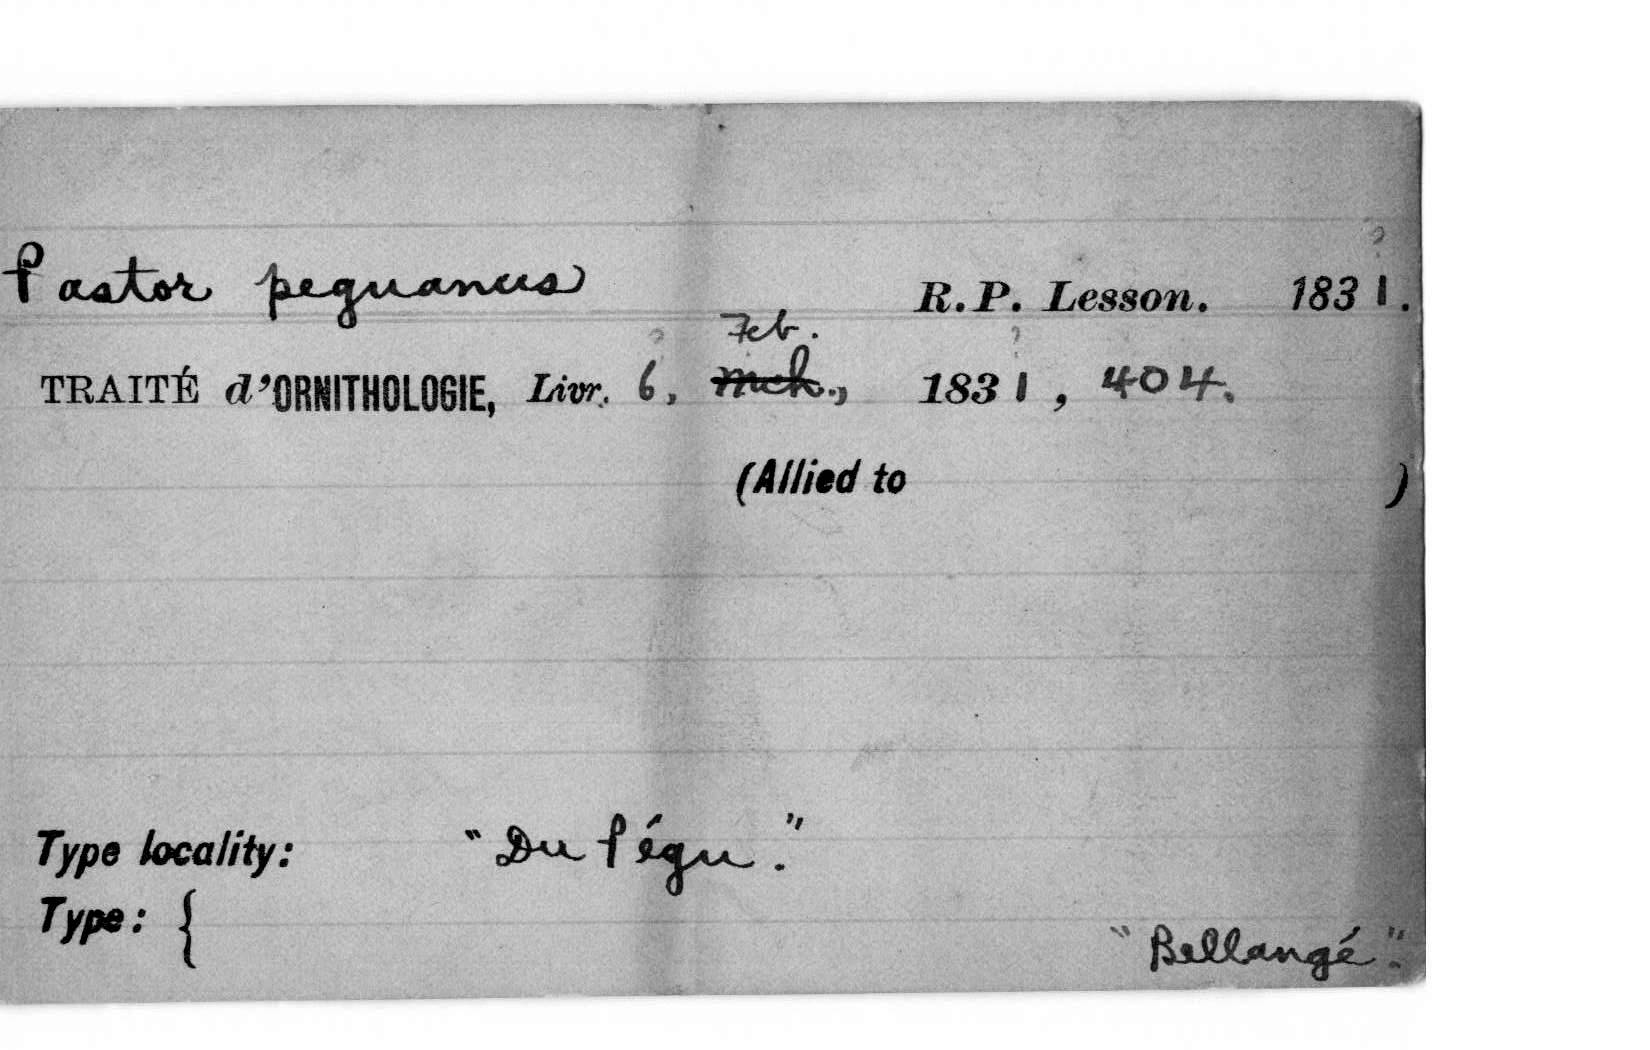 Pastor peguanus R.P. Lesson. 1831.
?
Feb.
TRAITÉ d'ORNITHOLOGIE, Livr. 6, Mch., 1831, 404.
(Allied to )
Type locality: "Du Pégu."
Type: {
"Bellangé".